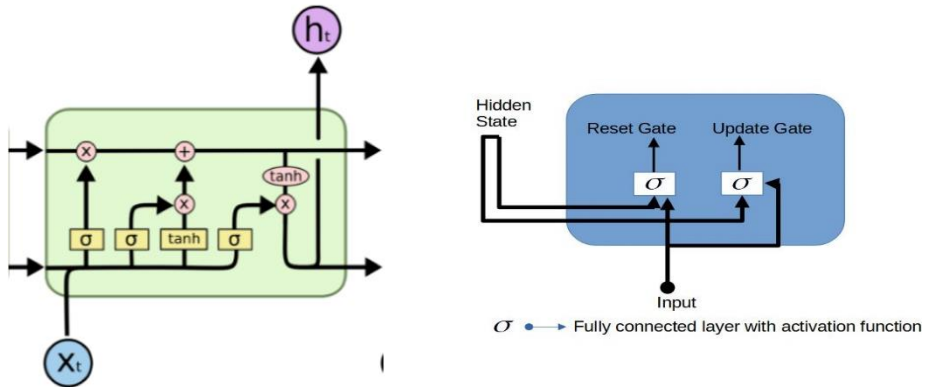 hₜ
x
+
tanh
x
x
σ
σ
tanh
σ
Xₜ
Hidden
State
Reset Gate
Update Gate
σ
σ
Input
σ
Fully connected layer with activation function